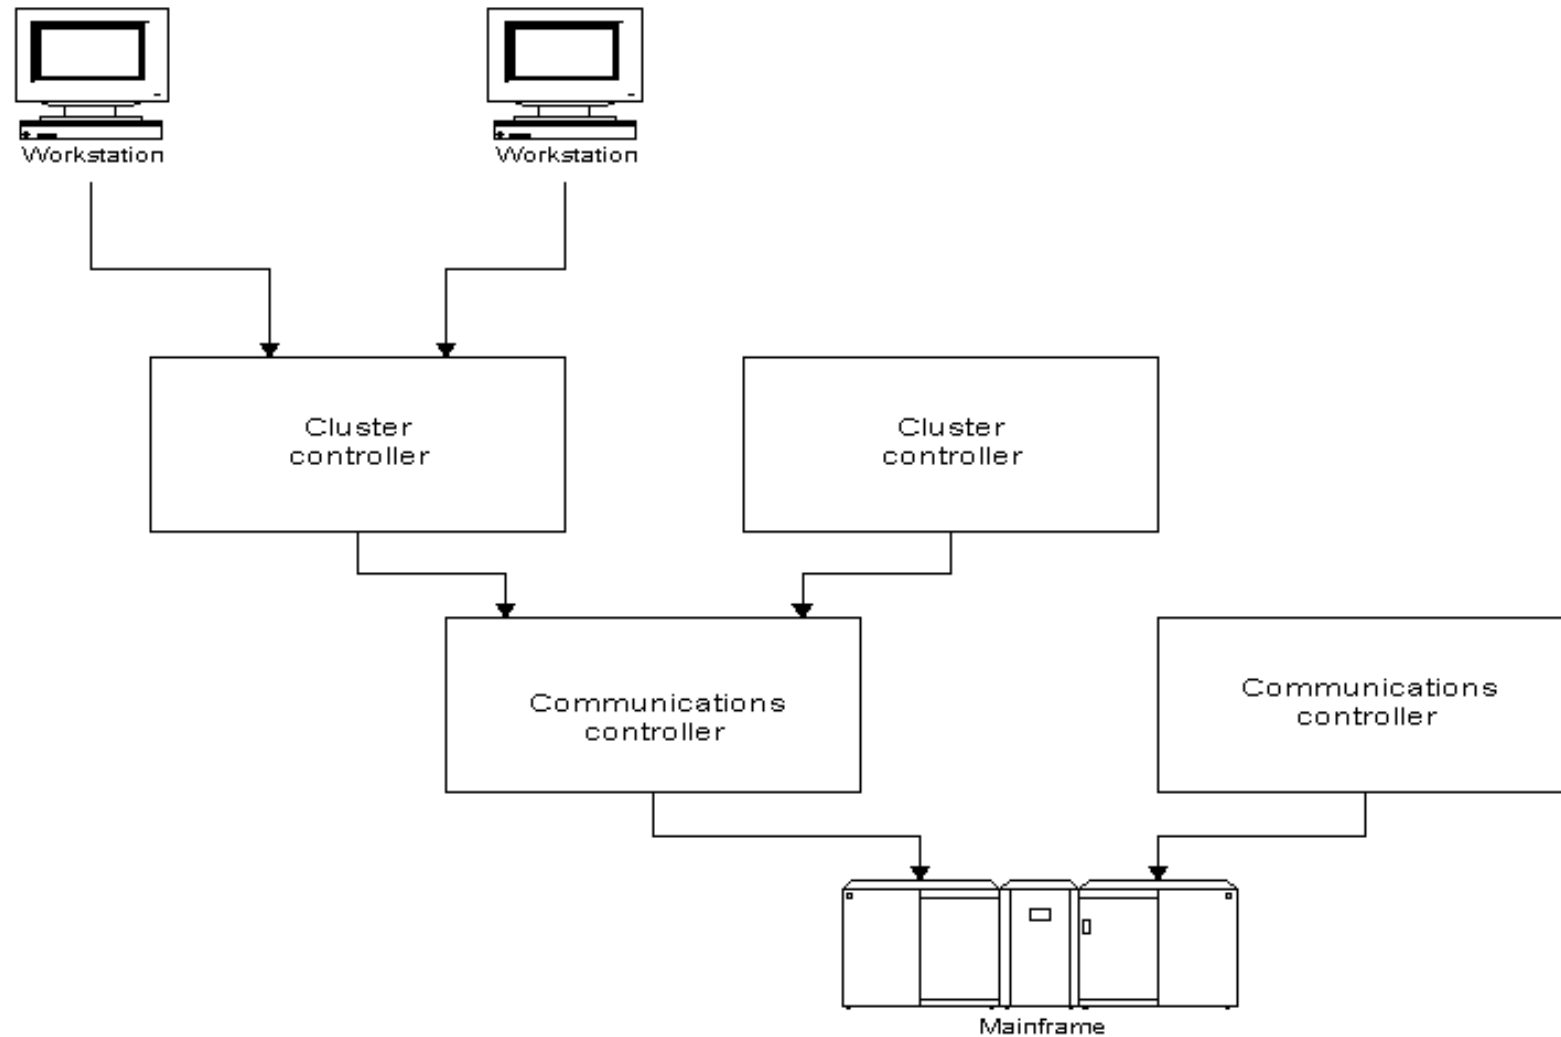 Workstation
Workstation
Cluster
controller
Cluster
controller
Communications
controller
Communications
controller
Mainframe